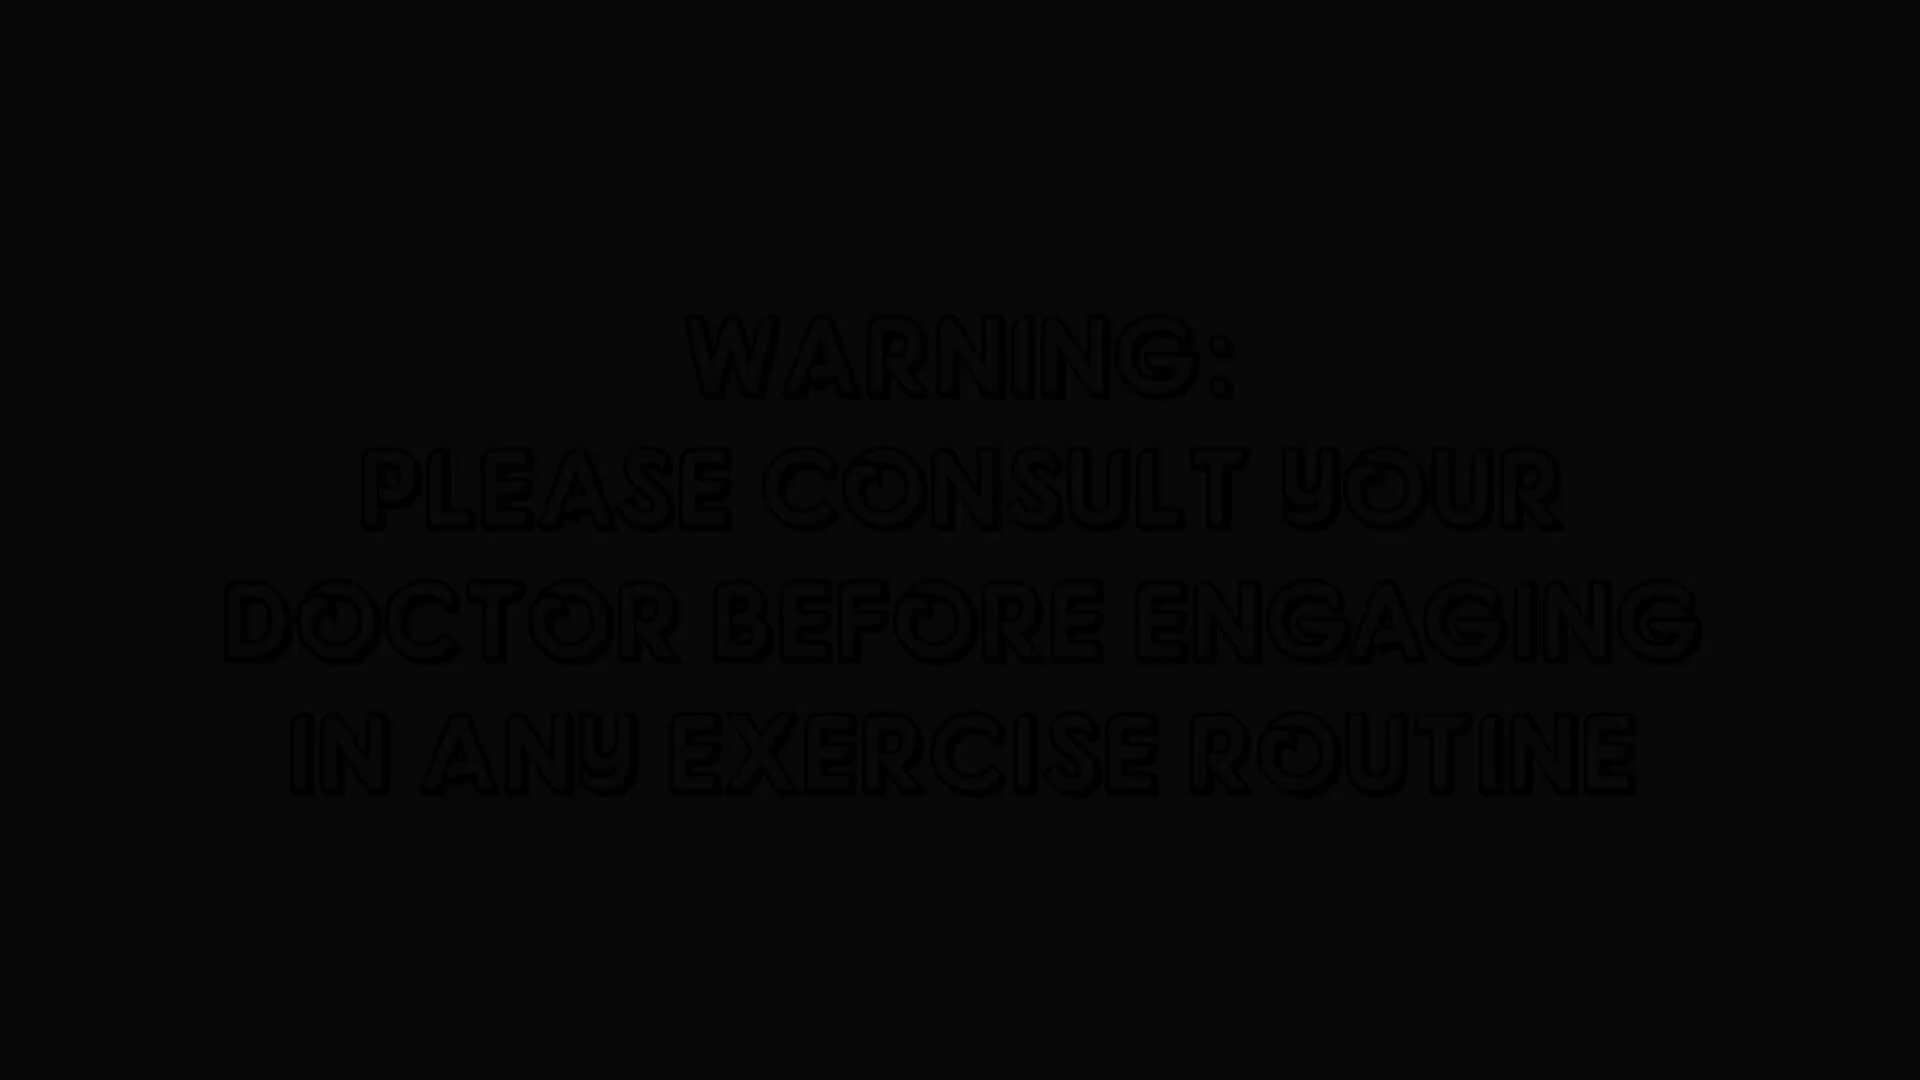 WARNING:
PLEASE CONSULT YOUR
DOCTOR BEFORE ENGAGING
IN ANY EXERCISE ROUTINE